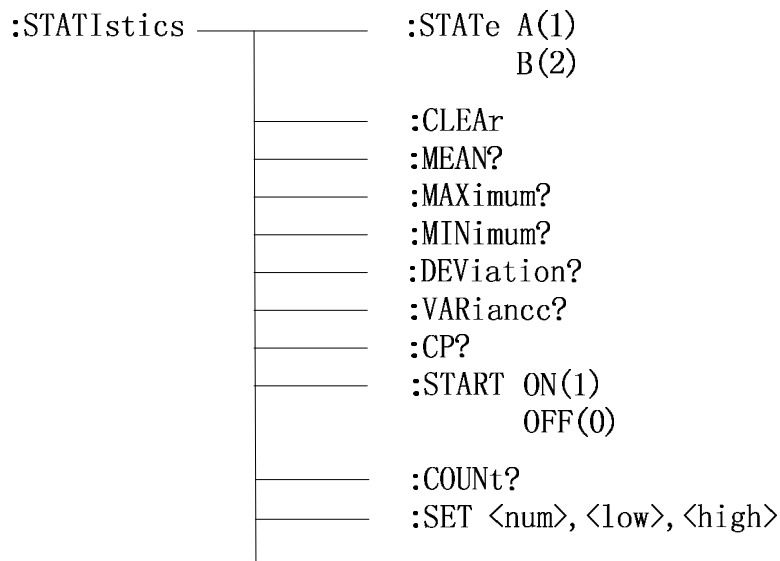 :STATIstics :STATe A(1)
B(2)
:CLEAr
:MEAN?
:MAXimum?
:MINimum?
:DEViation?
:VARiancc?
:CP?
:START ON(1)
OFF(0)
:COUNt?
:SET <num>,<low>,<high>